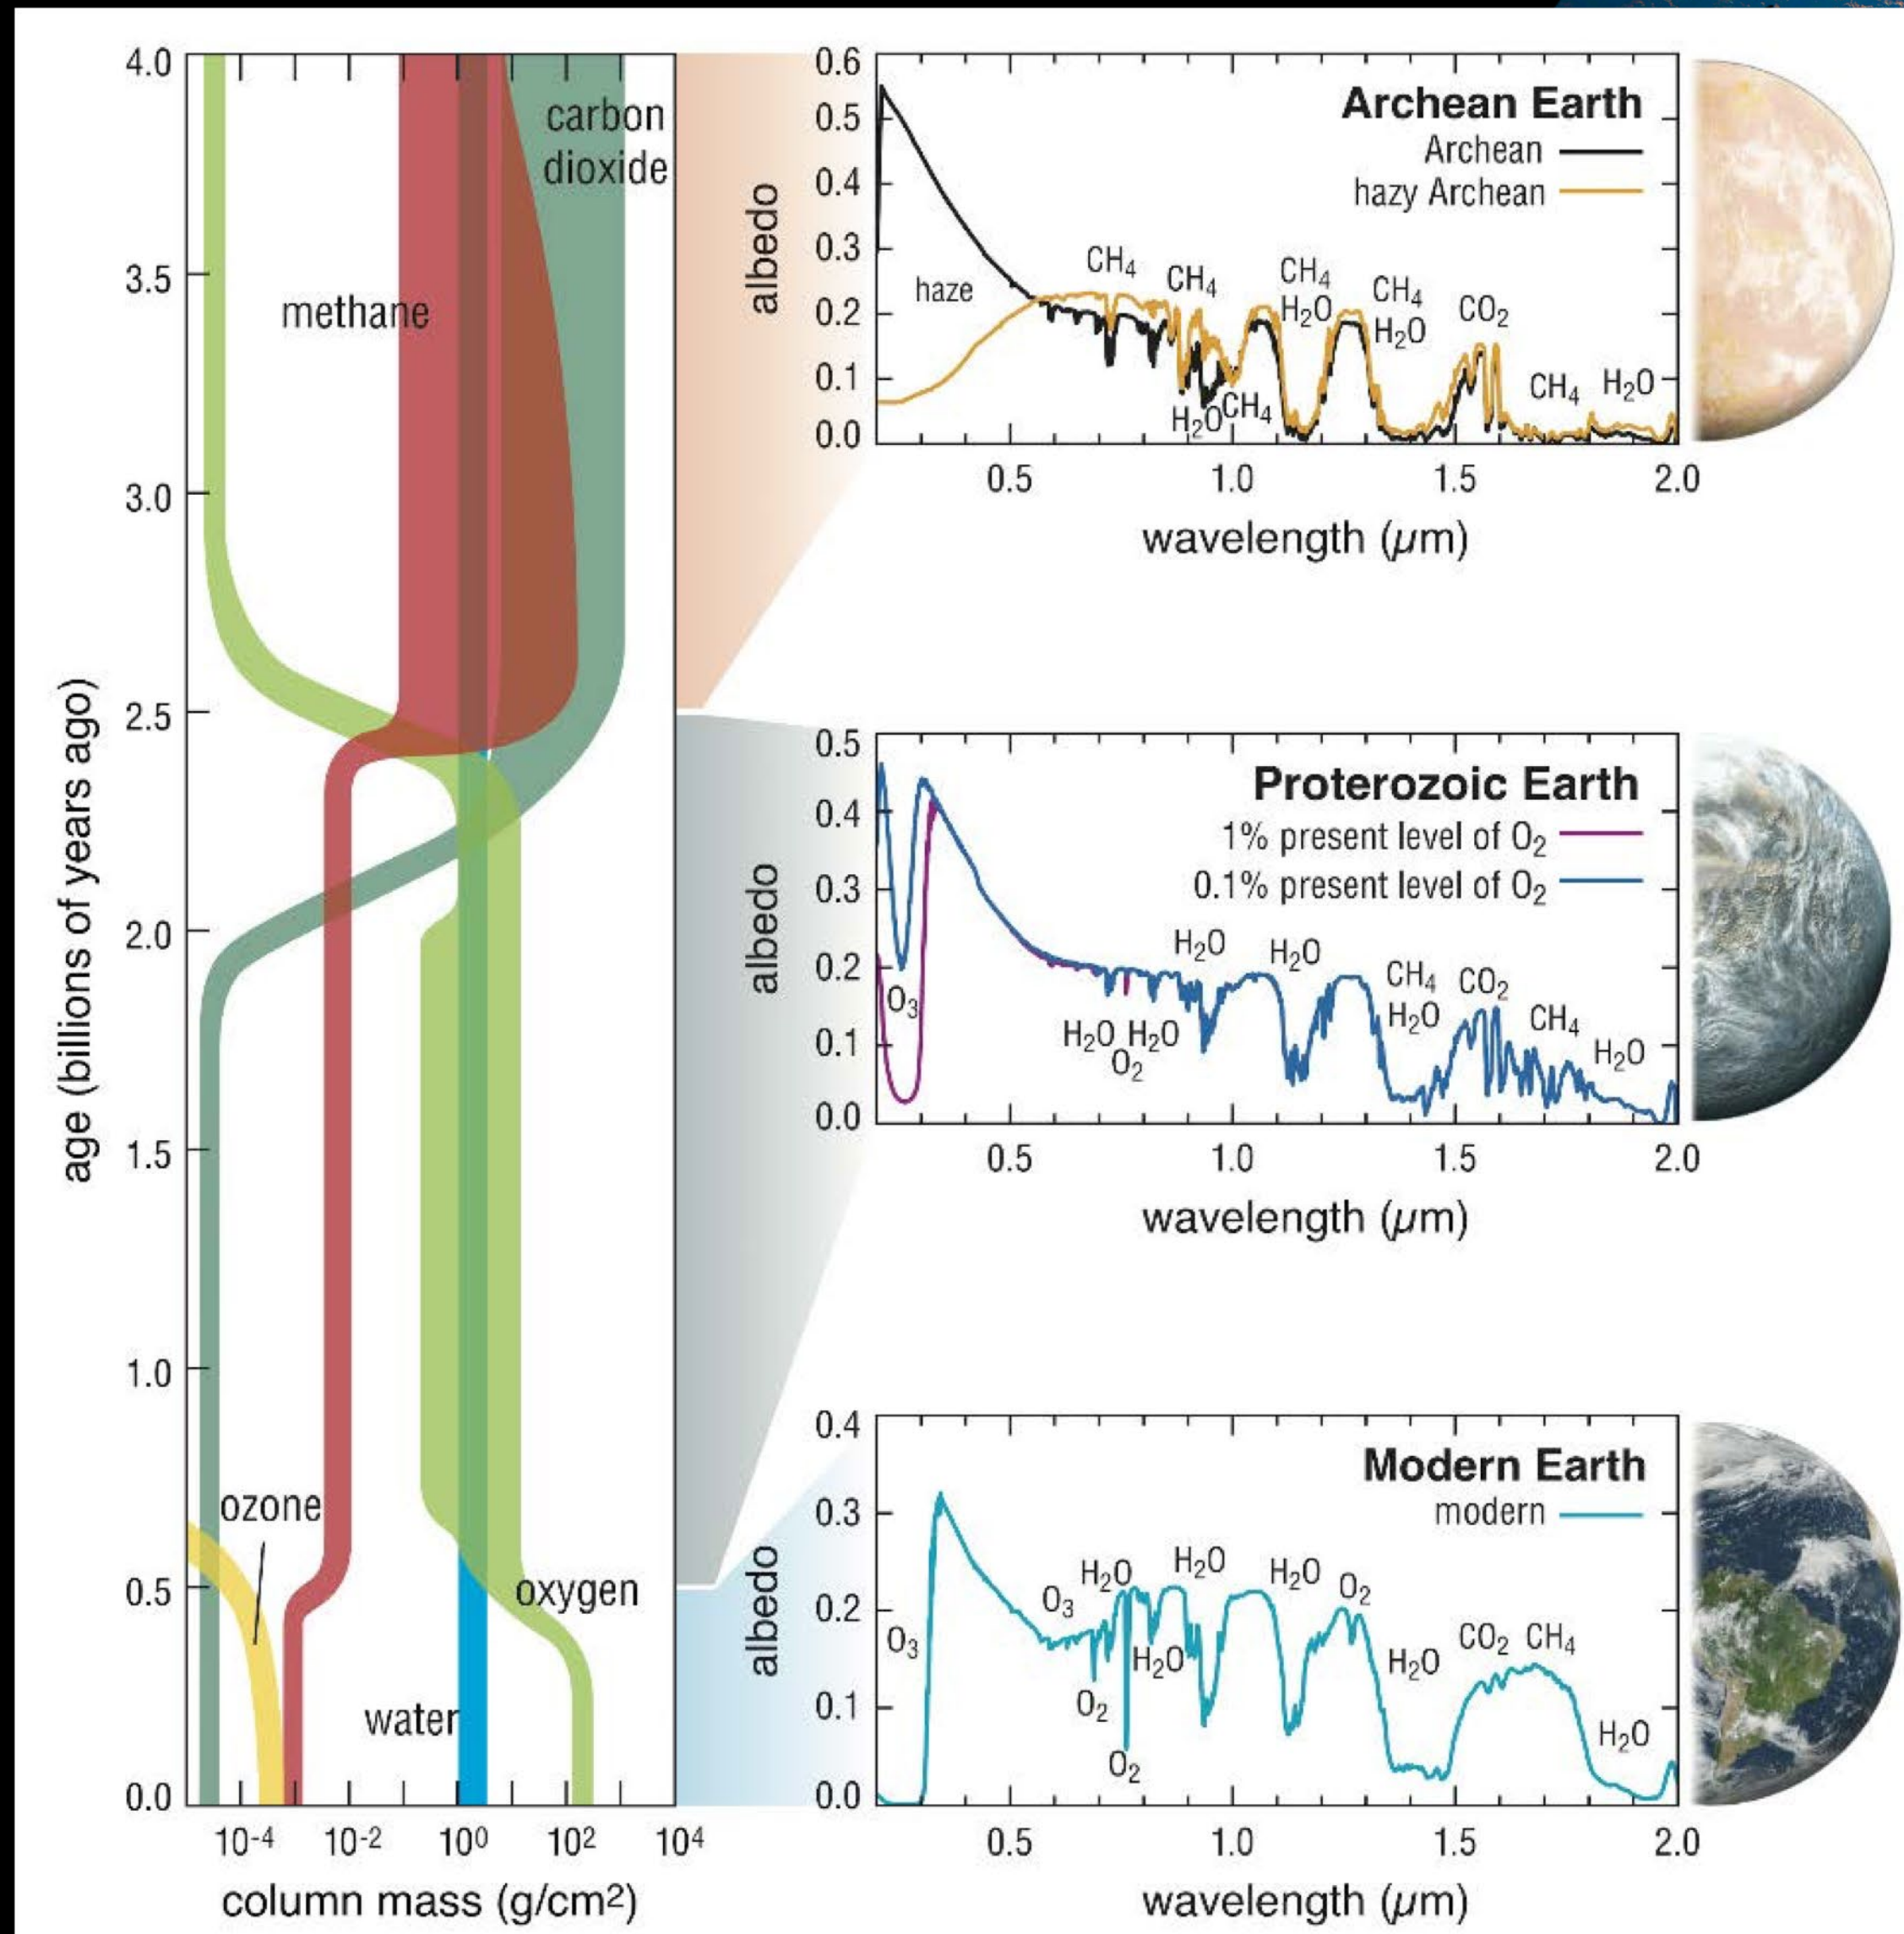 4.0
3.5
3.0
2.5
2.0
1.5
1.0
0.5
0.0
age (billions of years ago)
carbon
dioxide
methane
ozone
oxygen
water
10-4 10-2 10⁰ 10² 10⁴
column mass (g/cm²)
0.6
0.5
0.4
0.3
0.2
0.1
0.0
albedo
Archean Earth
Archean
hazy Archean
haze
CH₄
CH₄
CH₄
H₂O
CH₄
H₂O
CO₂
H₂O
CH₄
CH₄
H₂O
0.5 1.0 1.5 2.0
wavelength (μm)
0.5
0.4
0.3
0.2
0.1
0.0
albedo
Proterozoic Earth
1% present level of O₂
0.1% present level of O₂
O₃
H₂O H₂O
O₂
H₂O
H₂O
CH₄
H₂O
CO₂
CH₄
H₂O
0.5 1.0 1.5 2.0
wavelength (μm)
0.4
0.3
0.2
0.1
0.0
albedo
Modern Earth
modern
O₃
O₃
H₂O
O₂
O₂
H₂O
H₂O
H₂O
O₂
H₂O
CO₂ CH₄
H₂O
0.5 1.0 1.5 2.0
wavelength (μm)